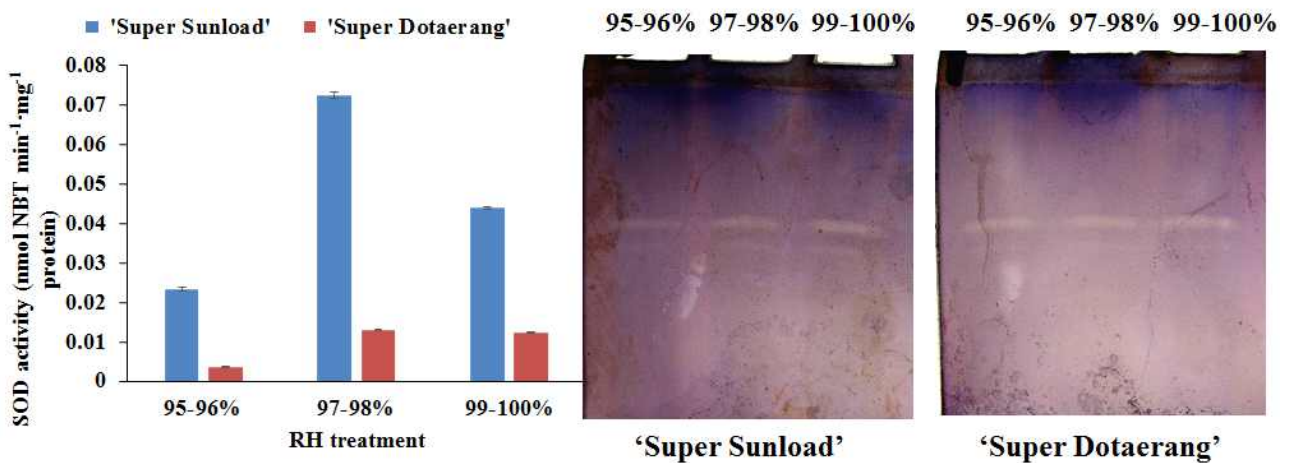 'Super Sunload' 'Super Dotaerang'
SOD activity (nmol NBT min⁻¹·mg⁻¹
protein)
0.08
0.07
0.06
0.05
0.04
0.03
0.02
0.01
0
95-96% 97-98% 99-100%
RH treatment
95-96% 97-98% 99-100%
‘Super Sunload’
95-96% 97-98% 99-100%
‘Super Dotaerang’